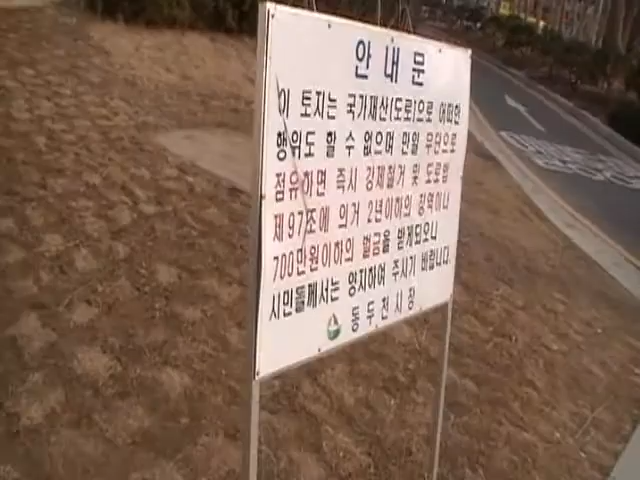 안내문
이 토지는 국가재산(도로)으로 어떠한
행위도 할 수 없으며 만일 무단으로
점유하면 즉시 강제철거 및 도로법
제97조에 의거 2년이하의 징역이나
700만원이하의 벌금을 받게되오니
시민들께서는 양지하여 주시기 바랍니다.
동두천시장